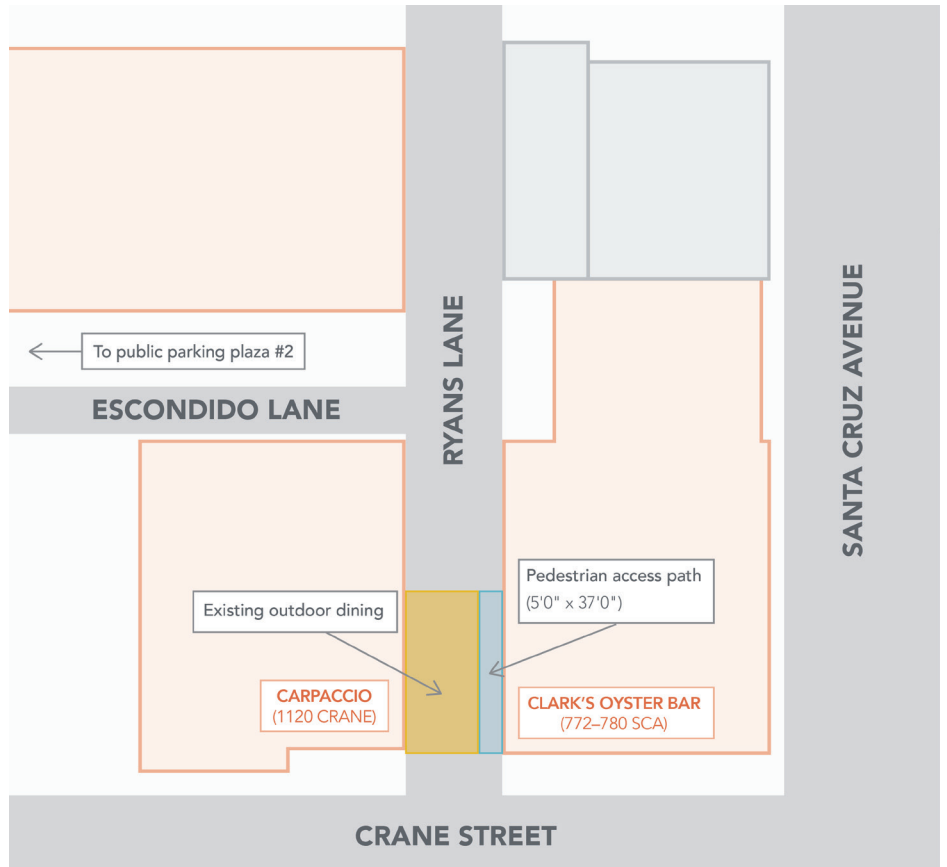 To public parking plaza #2
ESCONDIDO LANE
RYANS LANE
SANTA CRUZ AVENUE
Existing outdoor dining
Pedestrian access path
(5'0" x 37'0")
CARPACCIO
(1120 CRANE)
CLARK'S OYSTER BAR
(772–780 SCA)
CRANE STREET